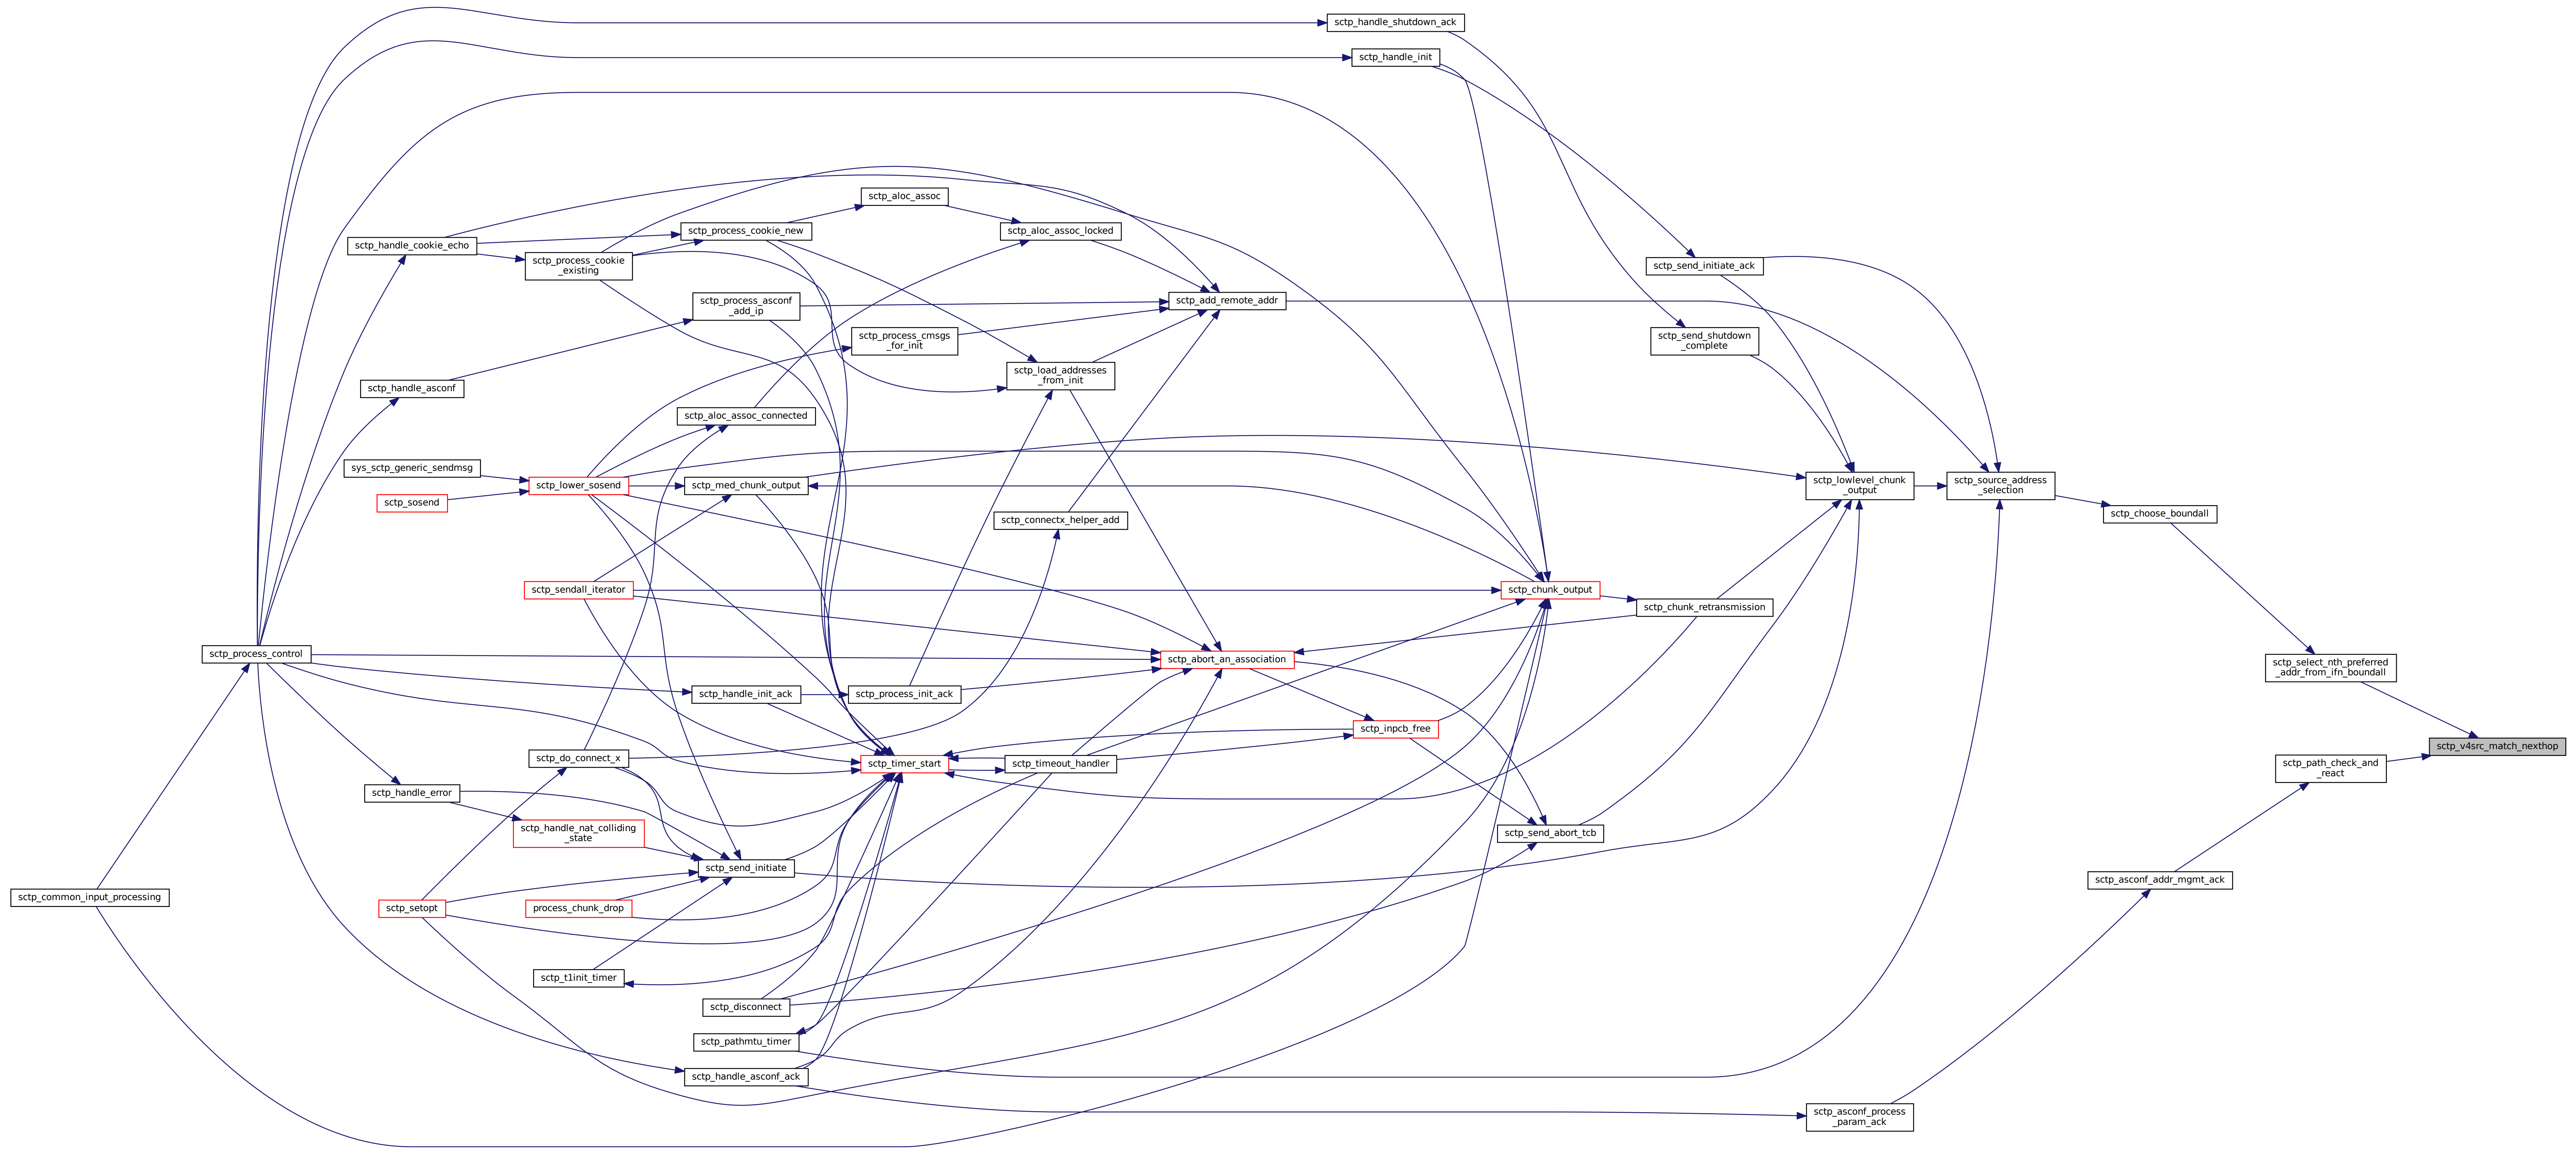 sctp_handle_shutdown_ack
sctp_handle_init
sctp_aloc_assoc
sctp_process_cookie_new
sctp_aloc_assoc_locked
sctp_handle_cookie_echo
sctp_process_cookie
_existing
sctp_send_initiate_ack
sctp_process_asconf
_add_ip
sctp_add_remote_addr
sctp_process_cmsgs
_for_init
sctp_send_shutdown
_complete
sctp_load_addresses
_from_init
sctp_handle_asconf
sctp_aloc_assoc_connected
sys_sctp_generic_sendmsg
sctp_lower_sosend
sctp_med_chunk_output
sctp_lowlevel_chunk
_output
sctp_source_address
_selection
sctp_sosend
sctp_connectx_helper_add
sctp_choose_boundall
sctp_sendall_iterator
sctp_chunk_output
sctp_chunk_retransmission
sctp_process_control
sctp_abort_an_association
sctp_select_nth_preferred
_addr_from_ifn_boundall
sctp_handle_init_ack
sctp_process_init_ack
sctp_inpcb_free
sctp_v4src_match_nexthop
sctp_do_connect_x
sctp_timer_start
sctp_timeout_handler
sctp_path_check_and
_react
sctp_handle_error
sctp_handle_nat_colliding
_state
sctp_send_abort_tcb
sctp_send_initiate
sctp_asconf_addr_mgmt_ack
sctp_common_input_processing
sctp_setopt
process_chunk_drop
sctp_t1init_timer
sctp_disconnect
sctp_pathmtu_timer
sctp_handle_asconf_ack
sctp_asconf_process
_param_ack